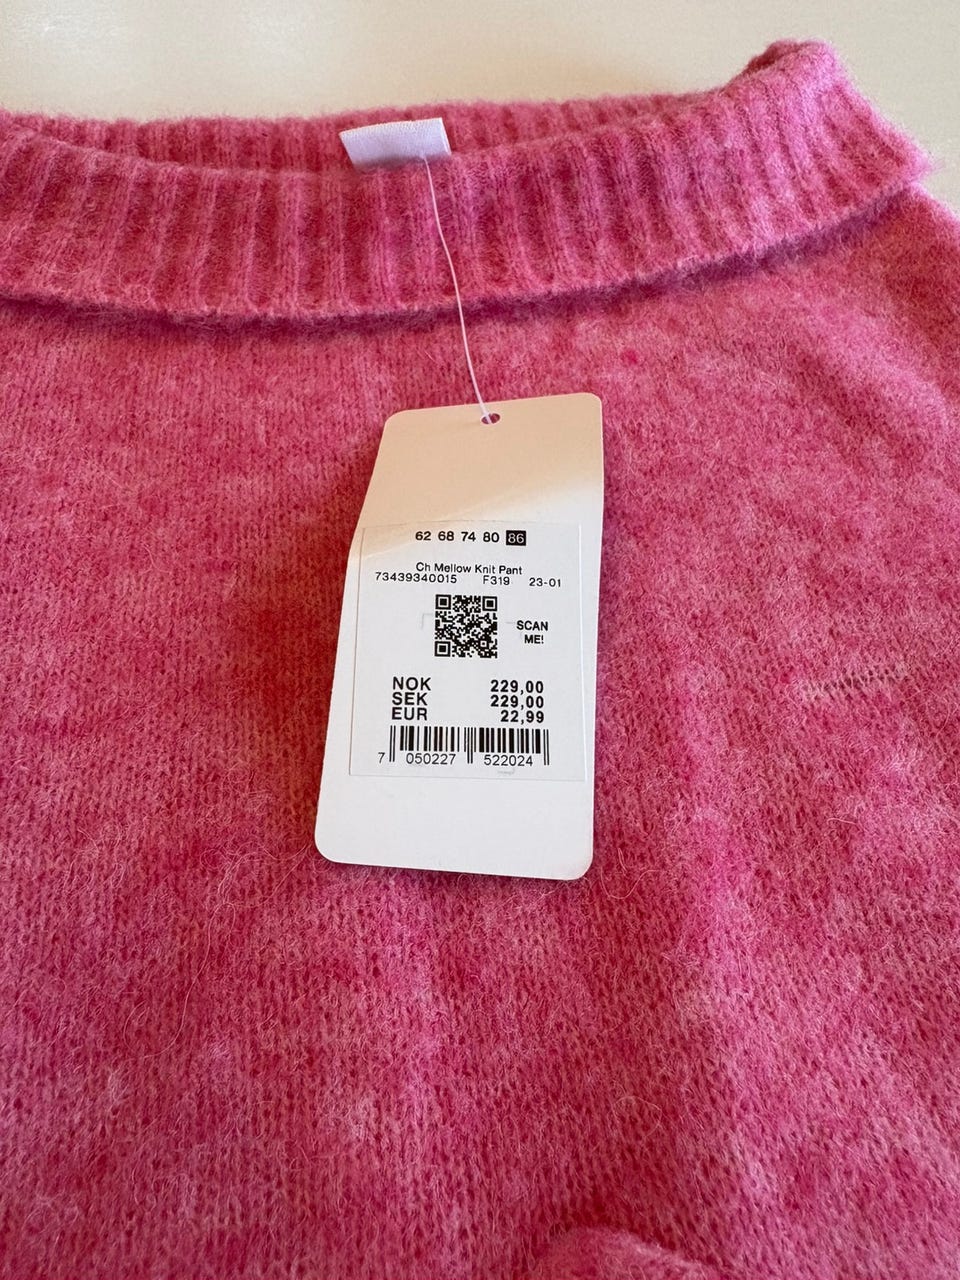 62 68 74 80 86
Ch Mellow Knit Pant
73439340015 F319 23-01
SCAN
ME!
NOK 229,00
SEK 229,00
EUR 22,99
7 050227 522024